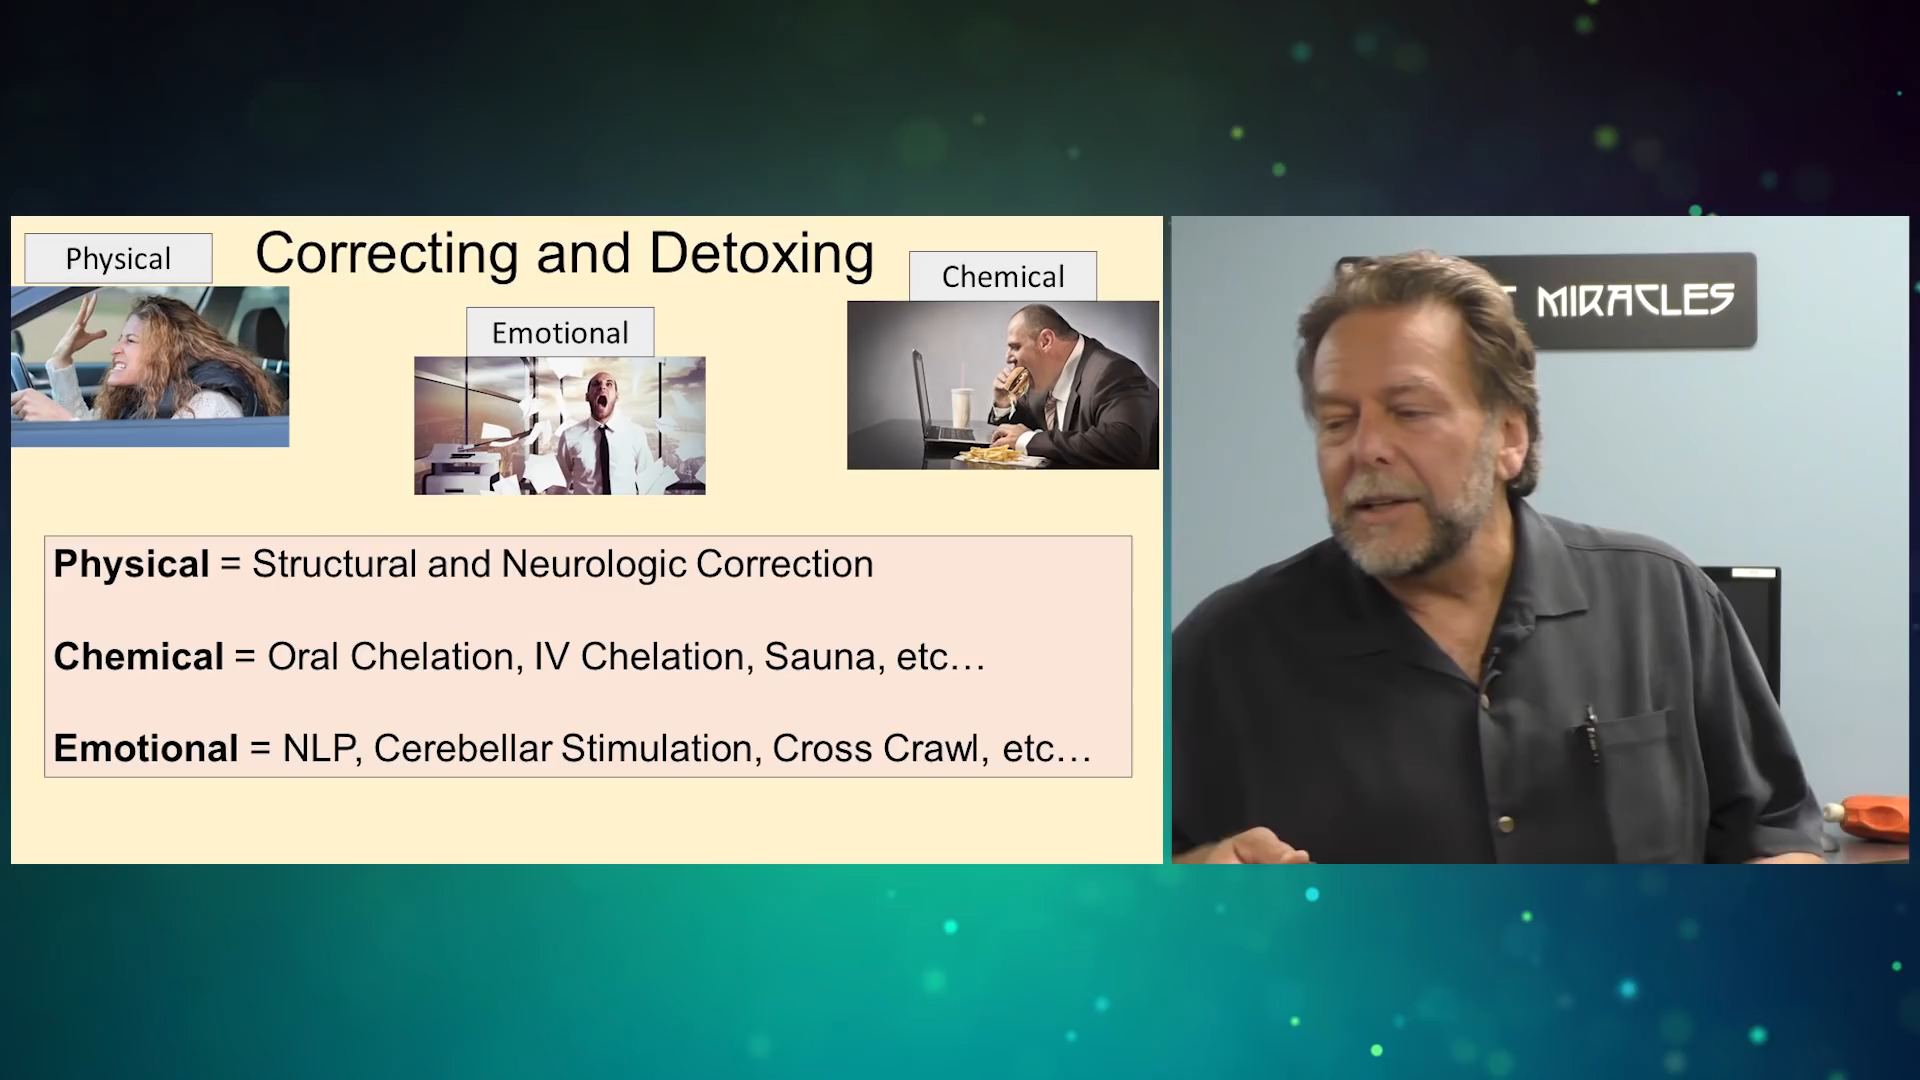 Correcting and Detoxing
Physical
Emotional
Chemical
Physical = Structural and Neurologic Correction
Chemical = Oral Chelation, IV Chelation, Sauna, etc…
Emotional = NLP, Cerebellar Stimulation, Cross Crawl, etc…
MIRACLES